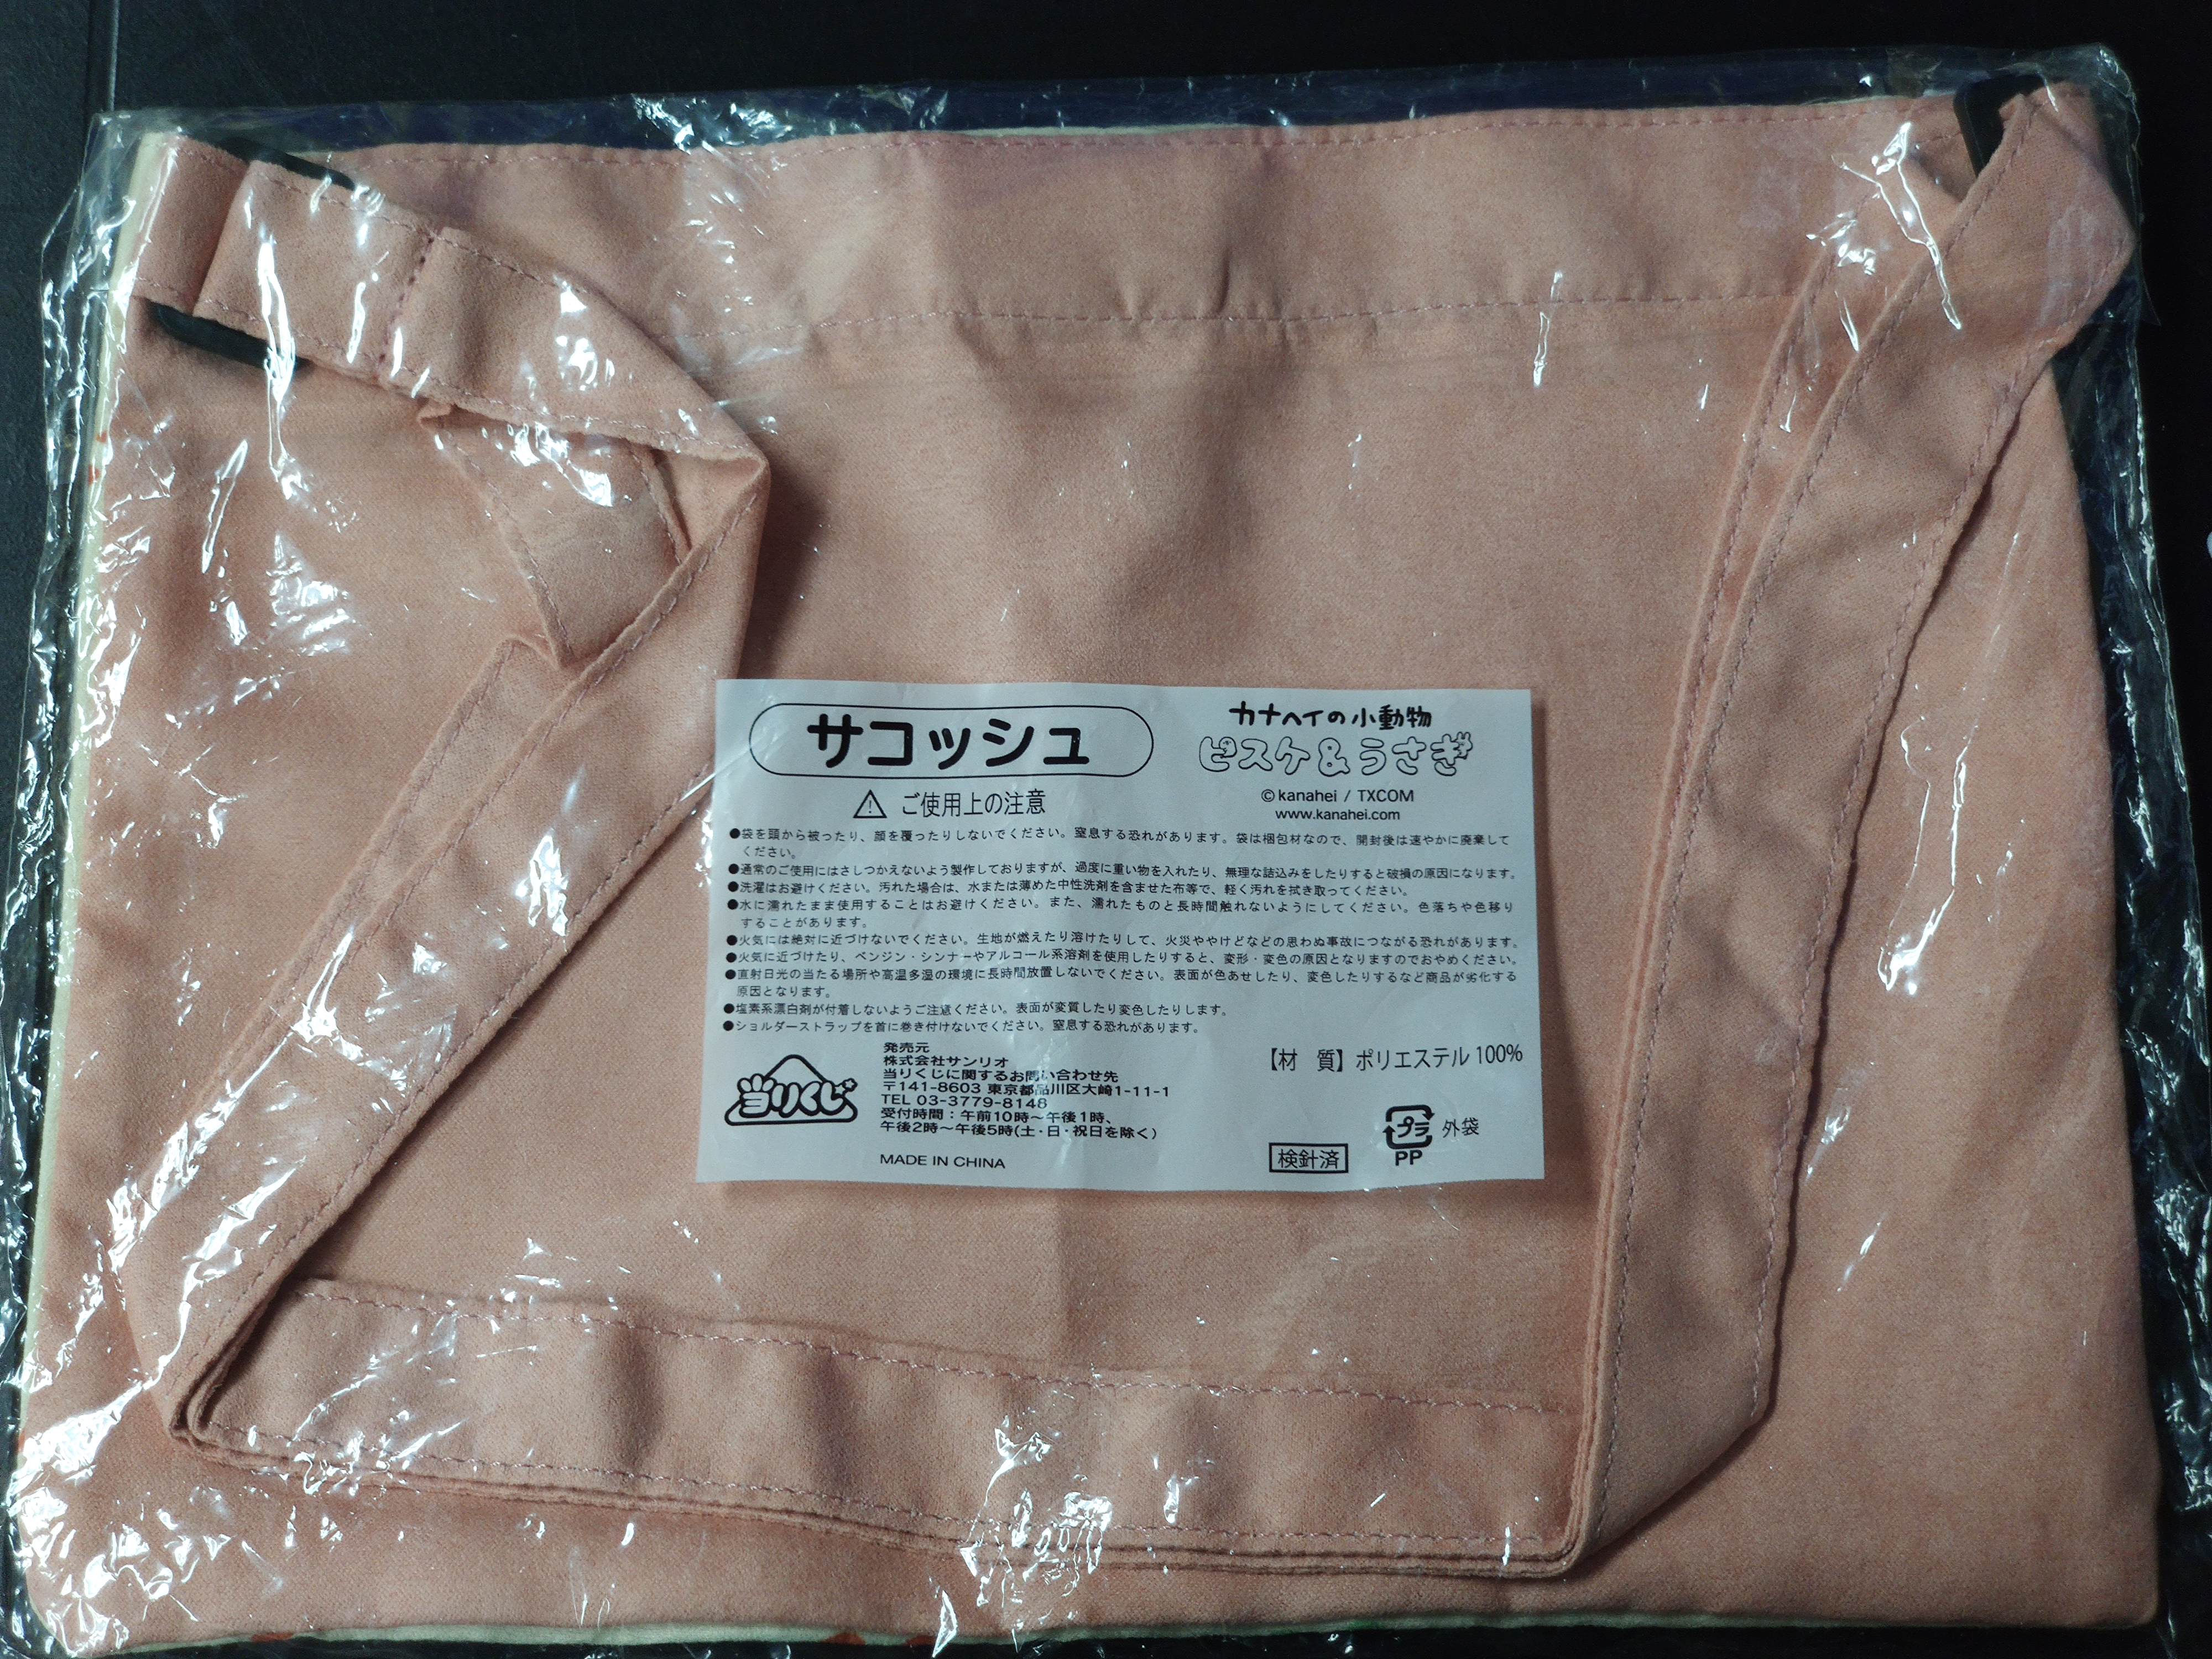 サコッシュ
カナヘイの小動物
ピスケ&うさぎ
©kanahei / TXCOM
www.kanahei.com
⚠ ご使用上の注意
●袋を頭から被ったり、顔を覆ったりしないでください。窒息する恐れがあります。袋は梱包材なので、開封後は速やかに廃棄して
ください。
●通常のご使用にはさしつかえないよう製作しておりますが、過度に重い物を入れたり、無理な詰込みをしたりすると破損の原因になります。
●洗濯はお避けください。汚れた場合は、水または薄めた中性洗剤を含ませた布等で、軽く汚れを拭き取ってください。
●水に濡れたまま使用することはお避けください。また、濡れたものと長時間触れないようにしてください。色落ちや色移り
することがあります。
●火気には絶対に近づけないでください。生地が燃えたり溶けたりして、火災ややけどなどの思わぬ事故につながる恐れがあります。
●火気に近づけたり、ベンジン・シンナーやアルコール系溶剤を使用したりすると、変形・変色の原因となりますのでおやめください。
●直射日光の当たる場所や高温多湿の環境に長時間放置しないでください。表面が色あせしたり、変色したりするなど商品が劣化する
原因となります。
●塩素系漂白剤が付着しないようご注意ください。表面が変質したり変色したりします。
●ショルダーストラップを首に巻き付けないでください。窒息する恐れがあります。
当りくじ
発売元
株式会社サンリオ
当りくじに関するお問い合わせ先
〒141-8603 東京都品川区大崎1-11-1
TEL 03-3779-8148
受付時間:午前10時～午後1時、
午後2時～午後5時(土・日・祝日を除く)
MADE IN CHINA
【材　質】ポリエステル100%
検針済
プラ
PP
外袋